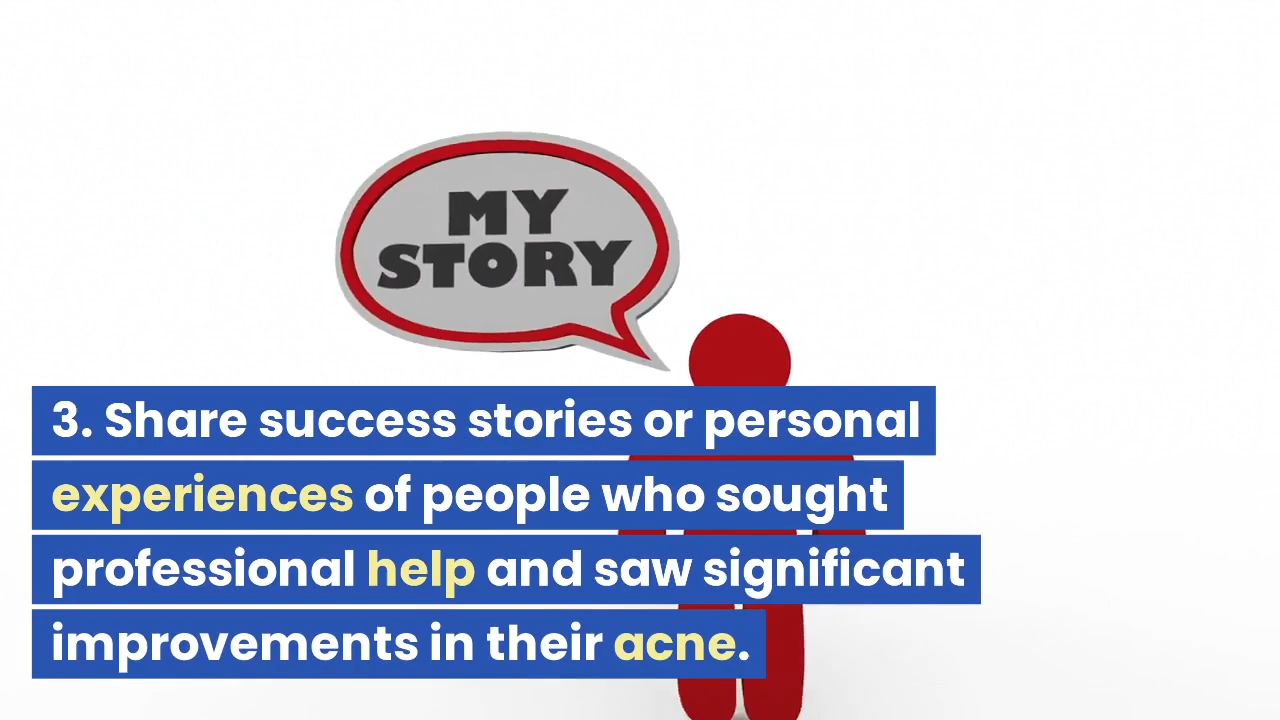 MY
STORY
3. Share success stories or personal
experiences of people who sought
professional help and saw significant
improvements in their acne.